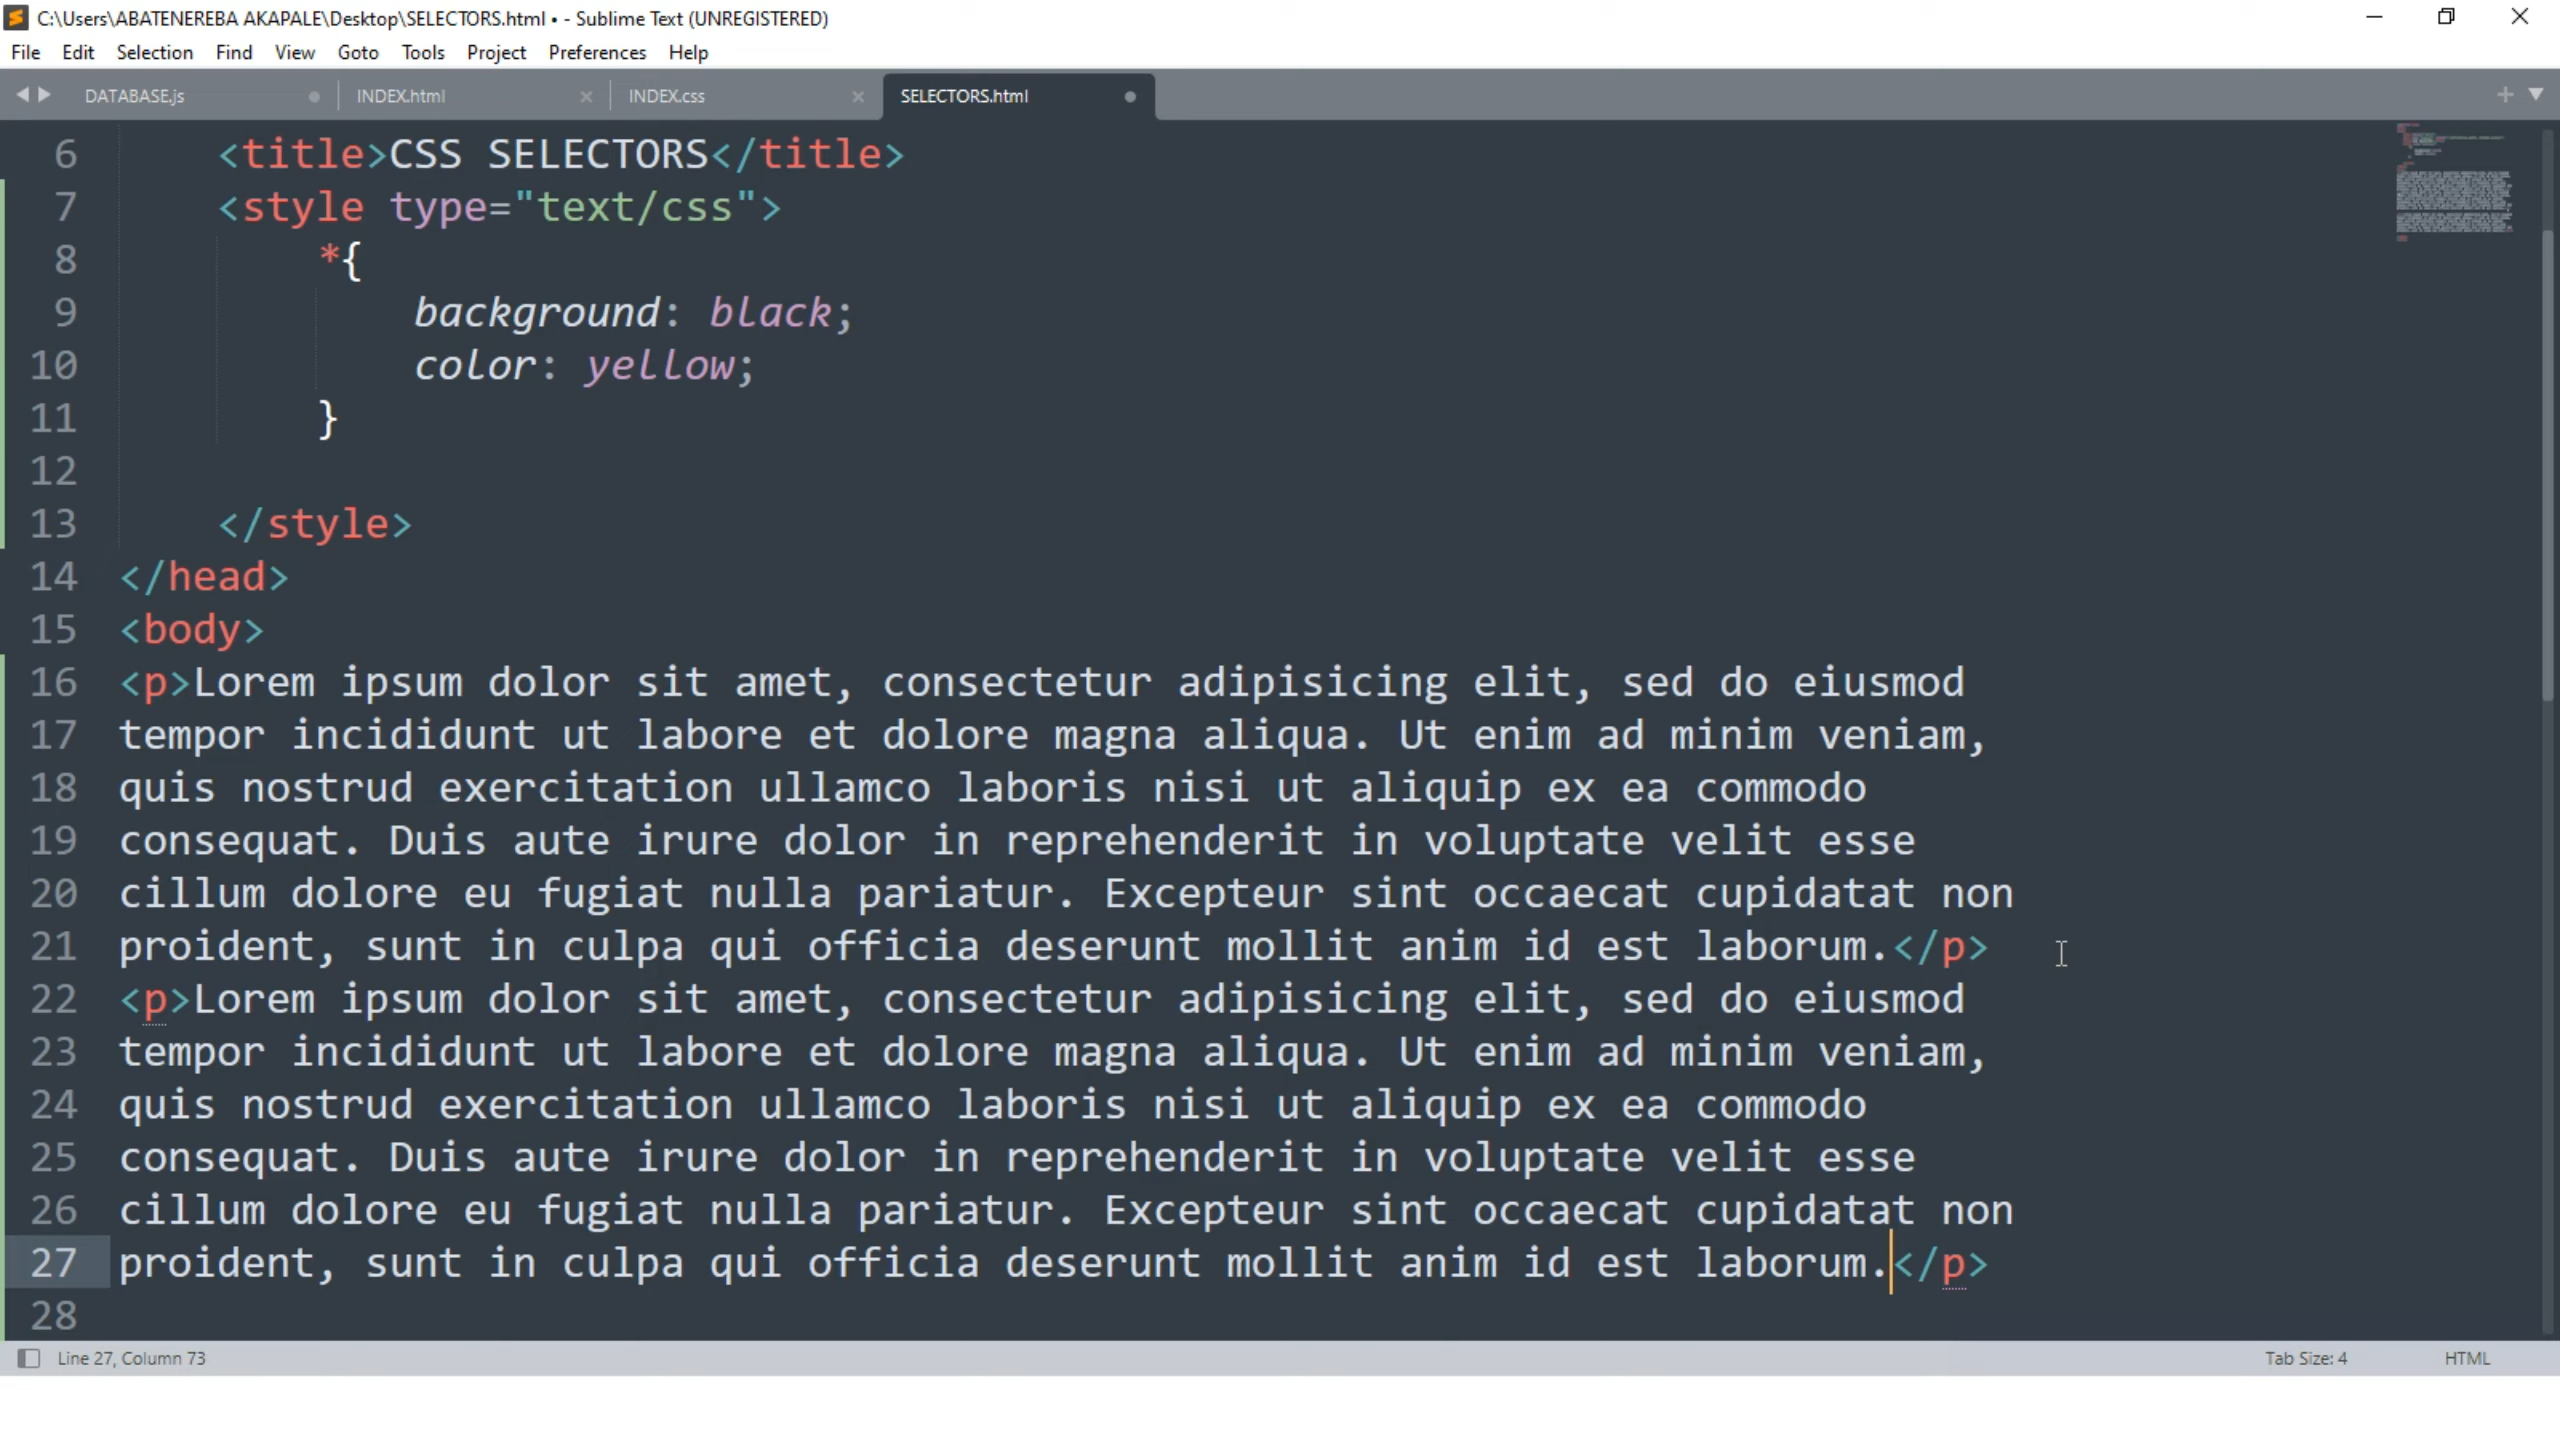 C:\Users\ABATENEREBA AKAPALE\Desktop\SELECTORS.html • - Sublime Text (UNREGISTERED)
File Edit Selection Find View Goto Tools Project Preferences Help
DATABASE.js INDEX.html INDEX.css SELECTORS.html
6 <title>CSS SELECTORS</title>
7 <style type="text/css">
8 *{
9 background: black;
10 color: yellow;
11 }
12
13 </style>
14 </head>
15 <body>
16 <p>Lorem ipsum dolor sit amet, consectetur adipisicing elit, sed do eiusmod
17 tempor incididunt ut labore et dolore magna aliqua. Ut enim ad minim veniam,
18 quis nostrud exercitation ullamco laboris nisi ut aliquip ex ea commodo
19 consequat. Duis aute irure dolor in reprehenderit in voluptate velit esse
20 cillum dolore eu fugiat nulla pariatur. Excepteur sint occaecat cupidatat non
21 proident, sunt in culpa qui officia deserunt mollit anim id est laborum.</p>
22 <p>Lorem ipsum dolor sit amet, consectetur adipisicing elit, sed do eiusmod
23 tempor incididunt ut labore et dolore magna aliqua. Ut enim ad minim veniam,
24 quis nostrud exercitation ullamco laboris nisi ut aliquip ex ea commodo
25 consequat. Duis aute irure dolor in reprehenderit in voluptate velit esse
26 cillum dolore eu fugiat nulla pariatur. Excepteur sint occaecat cupidatat non
27 proident, sunt in culpa qui officia deserunt mollit anim id est laborum.</p>
28
Line 27, Column 73 Tab Size: 4 HTML